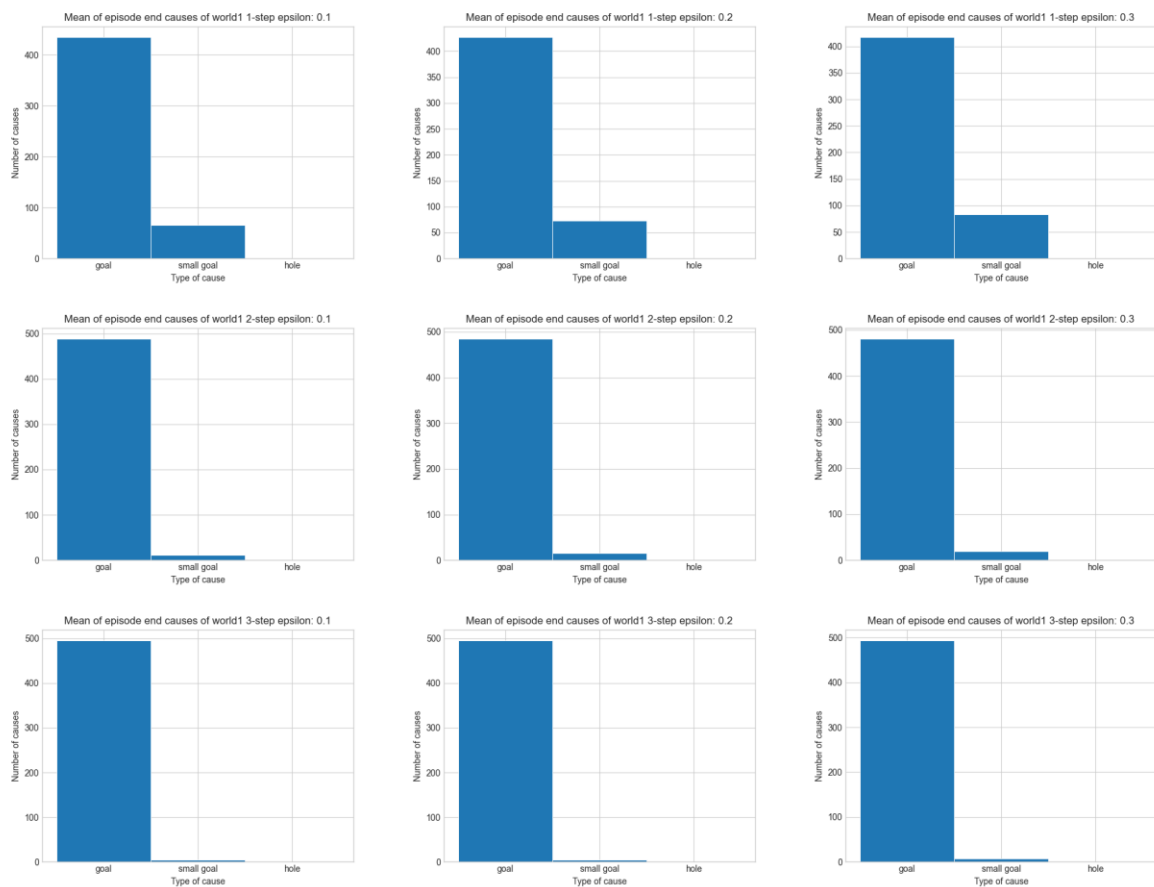 Mean of episode end causes of world1 1-step epsilon: 0.1
400
300
200
100
0
Number of causes
goal small goal hole
Type of cause
Mean of episode end causes of world1 1-step epsilon: 0.2
400
350
300
250
200
150
100
50
0
Number of causes
goal small goal hole
Type of cause
Mean of episode end causes of world1 1-step epsilon: 0.3
400
350
300
250
200
150
100
50
0
Number of causes
goal small goal hole
Type of cause
Mean of episode end causes of world1 2-step epsilon: 0.1
500
400
300
200
100
0
Number of causes
goal small goal hole
Type of cause
Mean of episode end causes of world1 2-step epsilon: 0.2
500
400
300
200
100
0
Number of causes
goal small goal hole
Type of cause
Mean of episode end causes of world1 2-step epsilon: 0.3
500
400
300
200
100
0
Number of causes
goal small goal hole
Type of cause
Mean of episode end causes of world1 3-step epsilon: 0.1
500
400
300
200
100
0
Number of causes
goal small goal hole
Type of cause
Mean of episode end causes of world1 3-step epsilon: 0.2
500
400
300
200
100
0
Number of causes
goal small goal hole
Type of cause
Mean of episode end causes of world1 3-step epsilon: 0.3
500
400
300
200
100
0
Number of causes
goal small goal hole
Type of cause